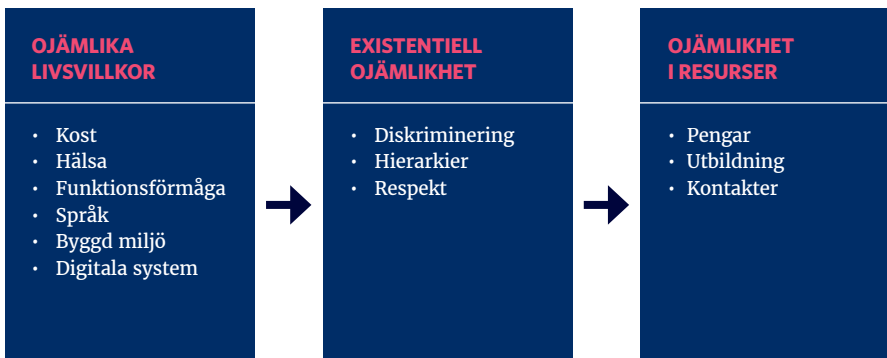 OJÄMLIKA
LIVSVILLKOR
• Kost
• Hälsa
• Funktionsförmåga
• Språk
• Byggd miljö
• Digitala system
EXISTENTIELL
OJÄMLIKHET
• Diskriminering
• Hierarkier
• Respekt
OJÄMLIKHET
I RESURSER
• Pengar
• Utbildning
• Kontakter